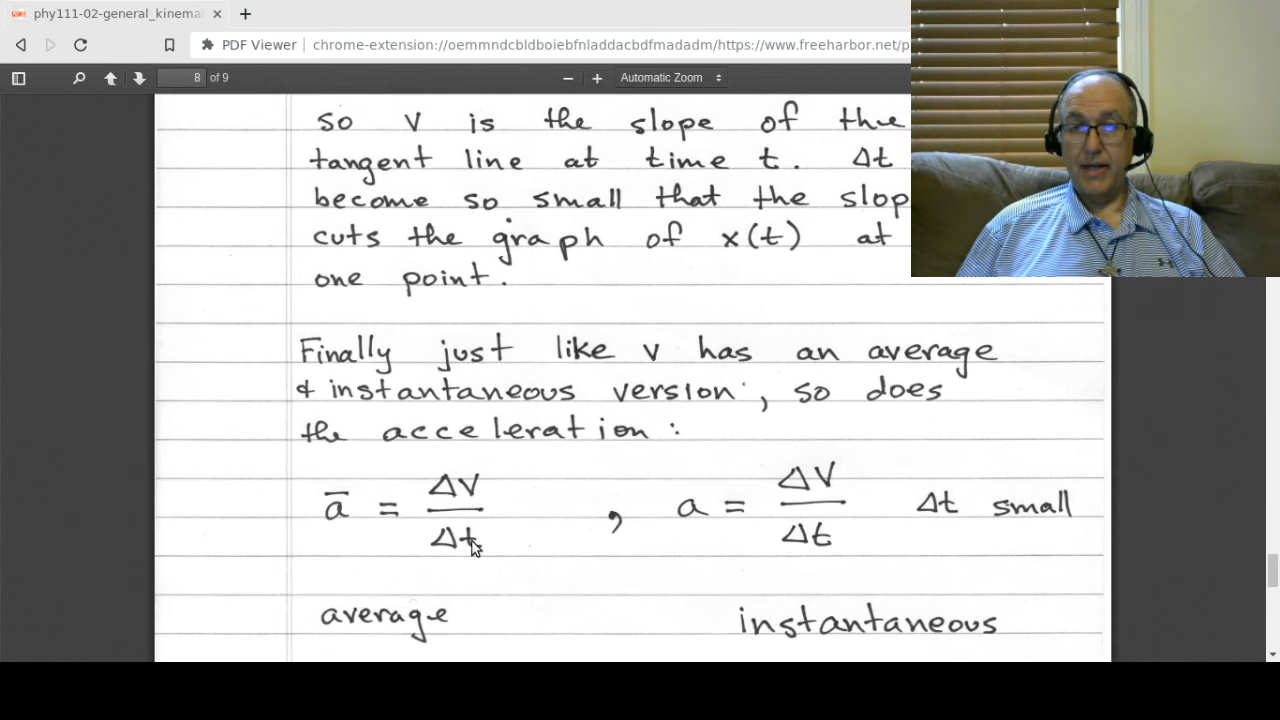 phy111-02-general_kinema
PDF Viewer
chrome-extension://oemmndcbldboiebfnladdacbdfmadadm/https://www.freeharbor.net/p
8 of 9
Automatic Zoom
so v is the slope of the
tangent line at time t. Δt
become so small that the slop
cuts the graph of x(t) at
one point.
Finally just like v has an average
& instantaneous version, so does
the acceleration:
a̅ = ΔV/Δt , a = ΔV/Δt Δt small
average instantaneous